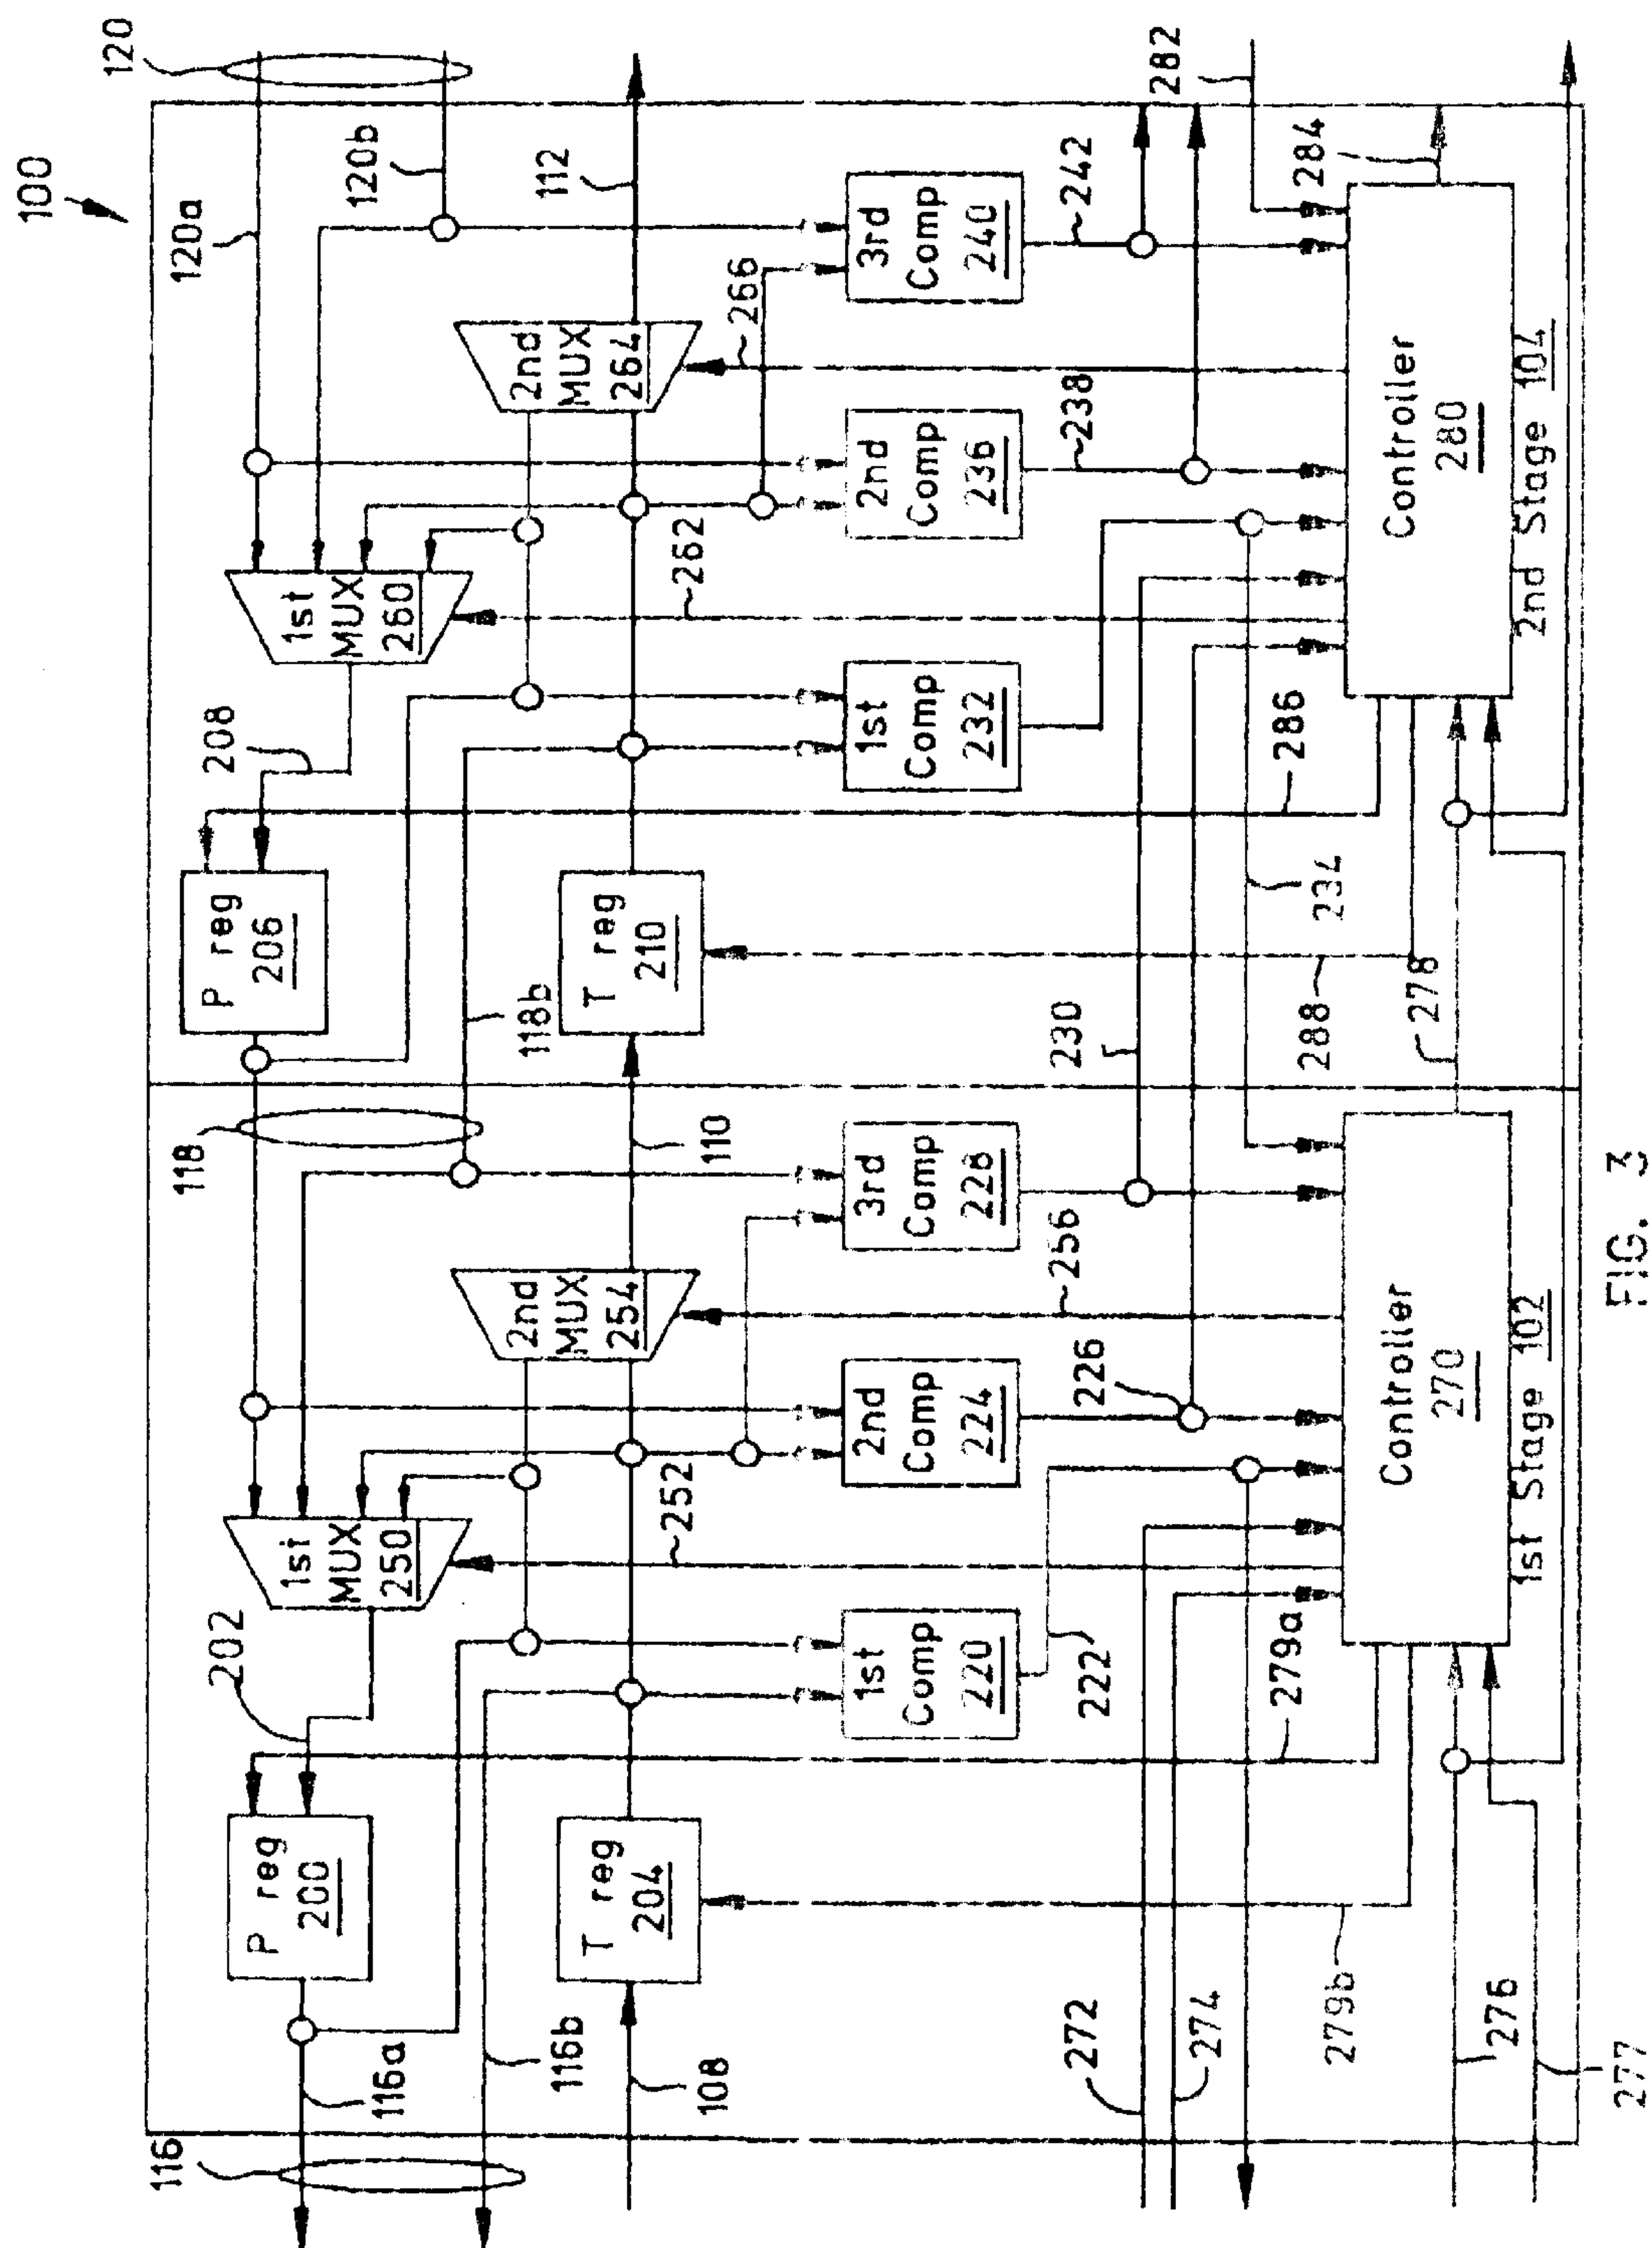 100
120
120a
120b
112
282
284
242
3rd
Comp
240
266
2nd
MUX
264
238
2nd
Comp
236
262
1st
MUX
260
1st
Comp
232
Controller
280
2nd Stage 104
208
286
P reg
206
T reg
210
118b
234
288
278
230
118
110
3rd
Comp
228
256
2nd
MUX
254
226
2nd
Comp
224
252
1st
MUX
250
1st
Comp
220
222
Controller
270
1st Stage 102
202
279a
P reg
200
T reg
204
279b
116
116a
116b
108
272
274
276
277
FIG. 3